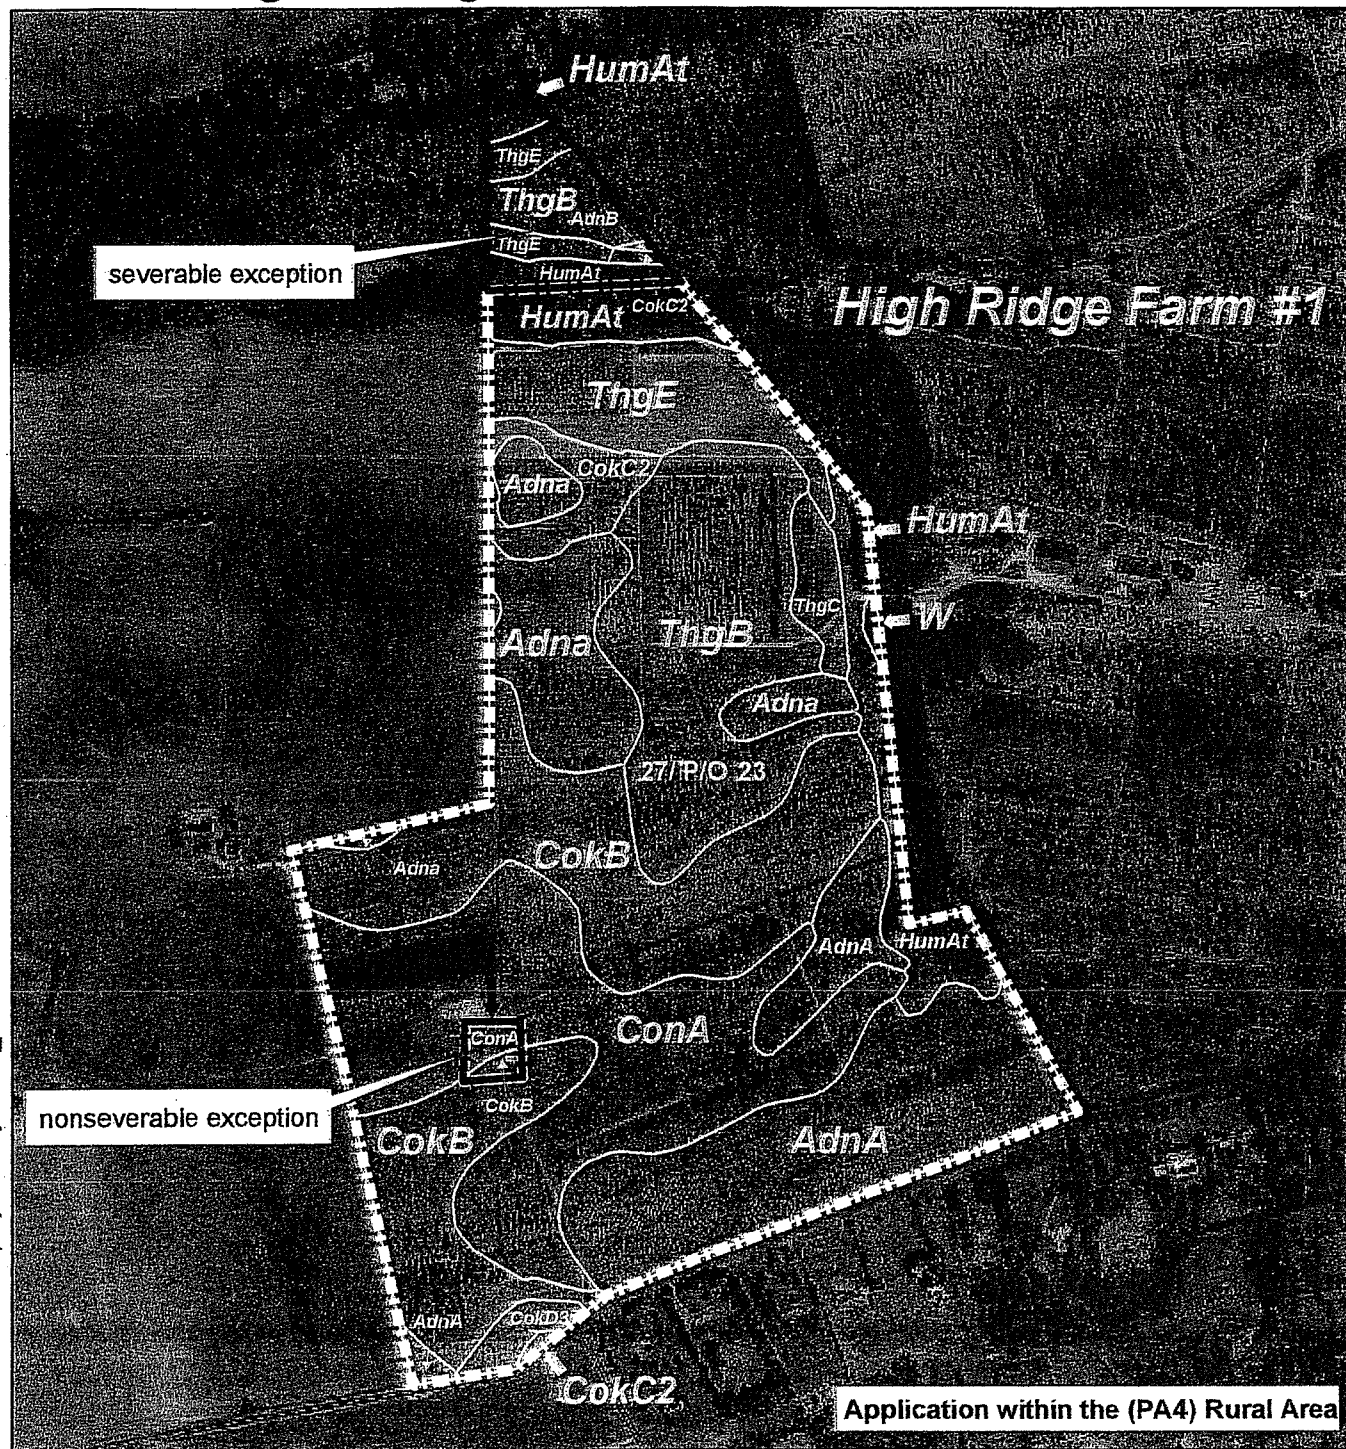 HumAt
ThgE
ThgB
AdnB
ThgE
severable exception
HumAt
HumAt
CokC2
High Ridge Farm #1
ThgE
CokC2
Adna
HumAt
ThgC
W
Adna
ThgB
Adna
27/ P/O 23
CokB
Adna
AdnA
HumAt
ConA
ConA
nonseverable exception
CokB
CokB
AdnA
AdnA
CokD3
CokC2
Application within the (PA4) Rural Area